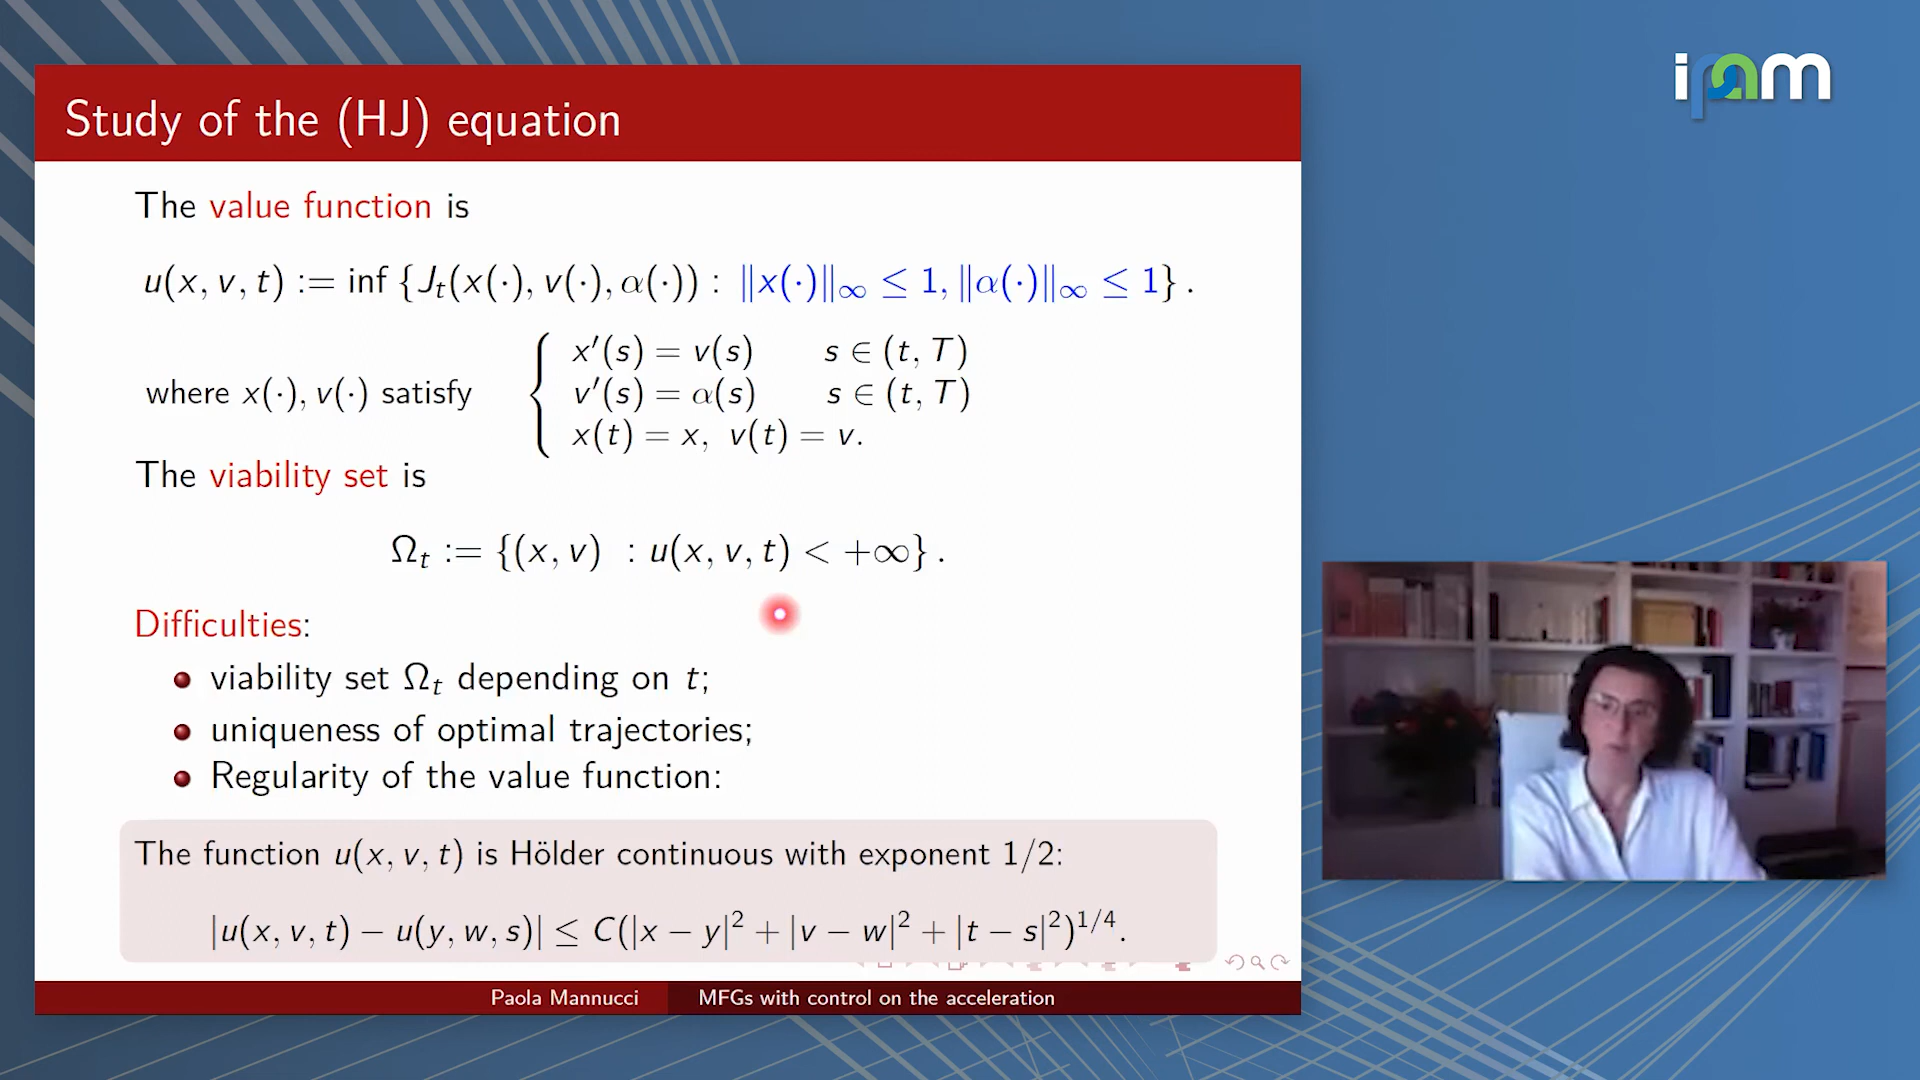 ipam
Study of the (HJ) equation
The value function is
u(x, v, t) := inf {J_t(x(·), v(·), α(·)) : ‖x(·)‖_∞ ≤ 1, ‖α(·)‖_∞ ≤ 1} .
where x(·), v(·) satisfy
x′(s) = v(s) s ∈ (t, T)
v′(s) = α(s) s ∈ (t, T)
x(t) = x, v(t) = v.
The viability set is
Ω_t := {(x, v) : u(x, v, t) < +∞} .
Difficulties:
viability set Ω_t depending on t;
uniqueness of optimal trajectories;
Regularity of the value function:
The function u(x, v, t) is Hölder continuous with exponent 1/2:
|u(x, v, t) − u(y, w, s)| ≤ C(|x − y|² + |v − w|² + |t − s|²)^{1/4}.
Paola Mannucci MFGs with control on the acceleration